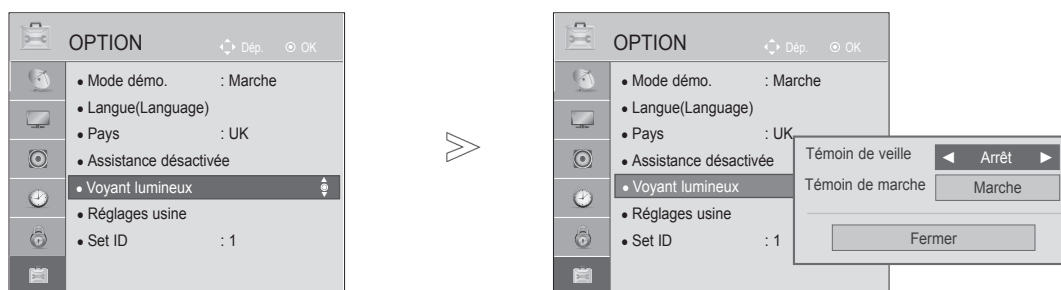 OPTION
Dép. OK
• Mode démo. : Marche
• Langue(Language)
• Pays : UK
• Assistance désactivée
• Voyant lumineux
• Réglages usine
• Set ID : 1
OPTION
Dép. OK
• Mode démo. : Marche
• Langue(Language)
• Pays : UK
• Assistance désactivée
• Voyant lumineux
• Réglages usine
• Set ID : 1
Témoin de veille ◀ Arrêt ▶
Témoin de marche Marche
Fermer